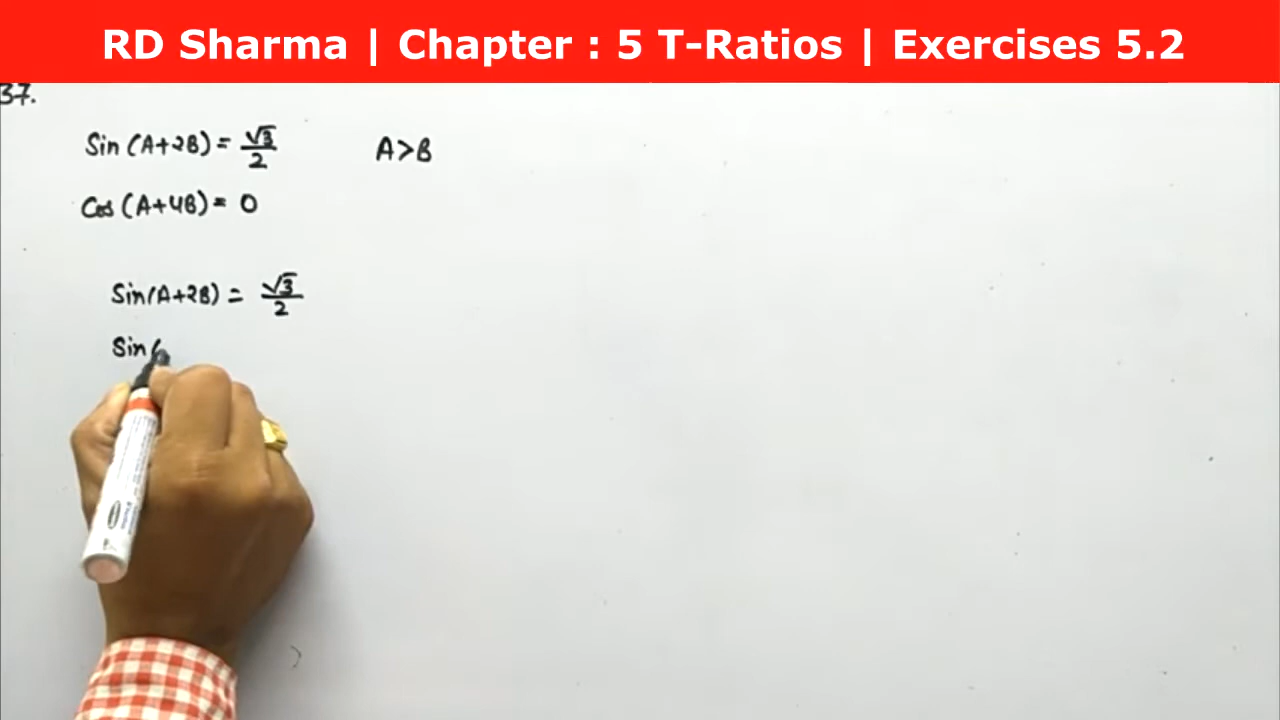 RD Sharma | Chapter : 5 T-Ratios | Exercises 5.2
37.
Sin (A+2B) = √3/2 A>B
Cos (A+4B) = 0
Sin(A+2B) = √3/2
Sin (